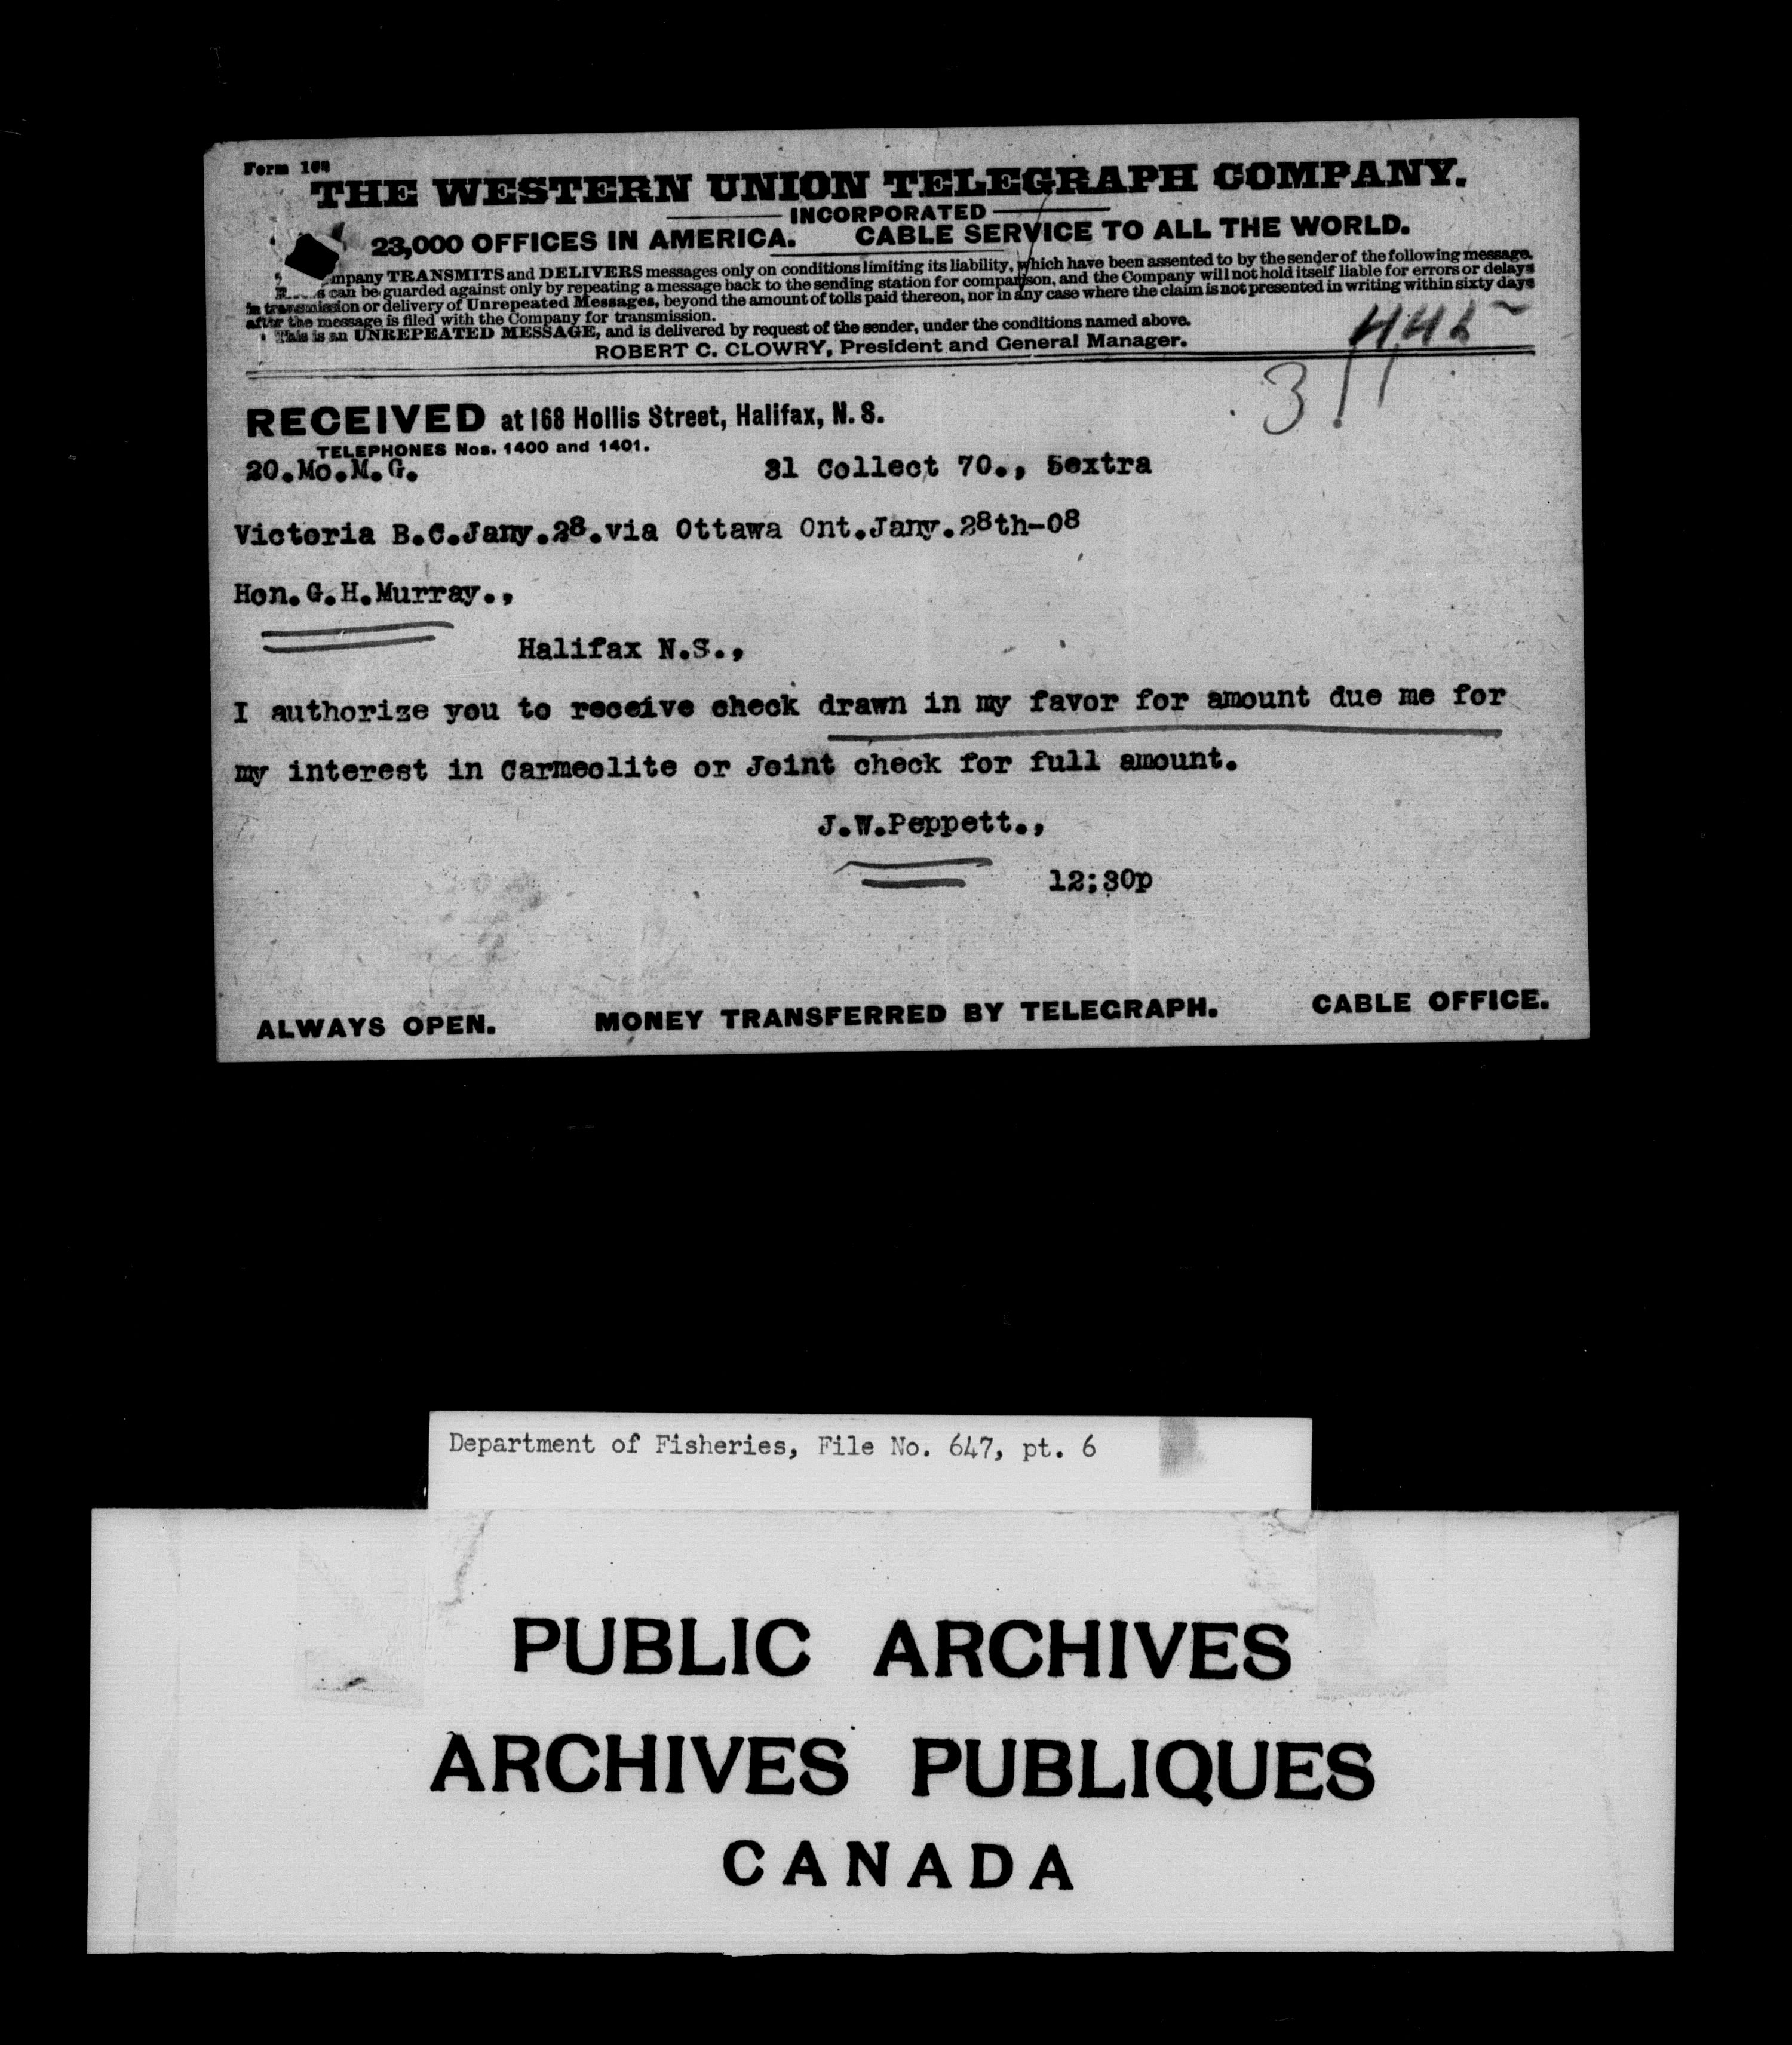 Form 168
THE WESTERN UNION TELEGRAPH COMPANY.
INCORPORATED
23,000 OFFICES IN AMERICA. CABLE SERVICE TO ALL THE WORLD.
mpany TRANSMITS and DELIVERS messages only on conditions limiting its liability, which have been assented to by the sender of the following message.
can be guarded against only by repeating a message back to the sending station for comparison, and the Company will not hold itself liable for errors or delays
in transmission or delivery of Unrepeated Messages, beyond the amount of tolls paid thereon, nor in any case where the claim is not presented in writing within sixty days
after the message is filed with the Company for transmission.
This is an UNREPEATED MESSAGE, and is delivered by request of the sender, under the conditions named above.
ROBERT C. CLOWRY, President and General Manager.
445
3
RECEIVED at 168 Hollis Street, Halifax, N. S.
TELEPHONES Nos. 1400 and 1401.
20.Mo.M.G. 31 Collect 70., 5extra
Victoria B.C.Jany.28.via Ottawa Ont.Jany.28th-08
Hon.G.H.Murray.,
Halifax N.S.,
I authorize you to receive check drawn in my favor for amount due me for
my interest in Carmeolite or Joint check for full amount.
J.W.Peppett.,
12;30p
ALWAYS OPEN. MONEY TRANSFERRED BY TELEGRAPH. CABLE OFFICE.
Department of Fisheries, File No. 647, pt. 6
PUBLIC ARCHIVES
ARCHIVES PUBLIQUES
CANADA